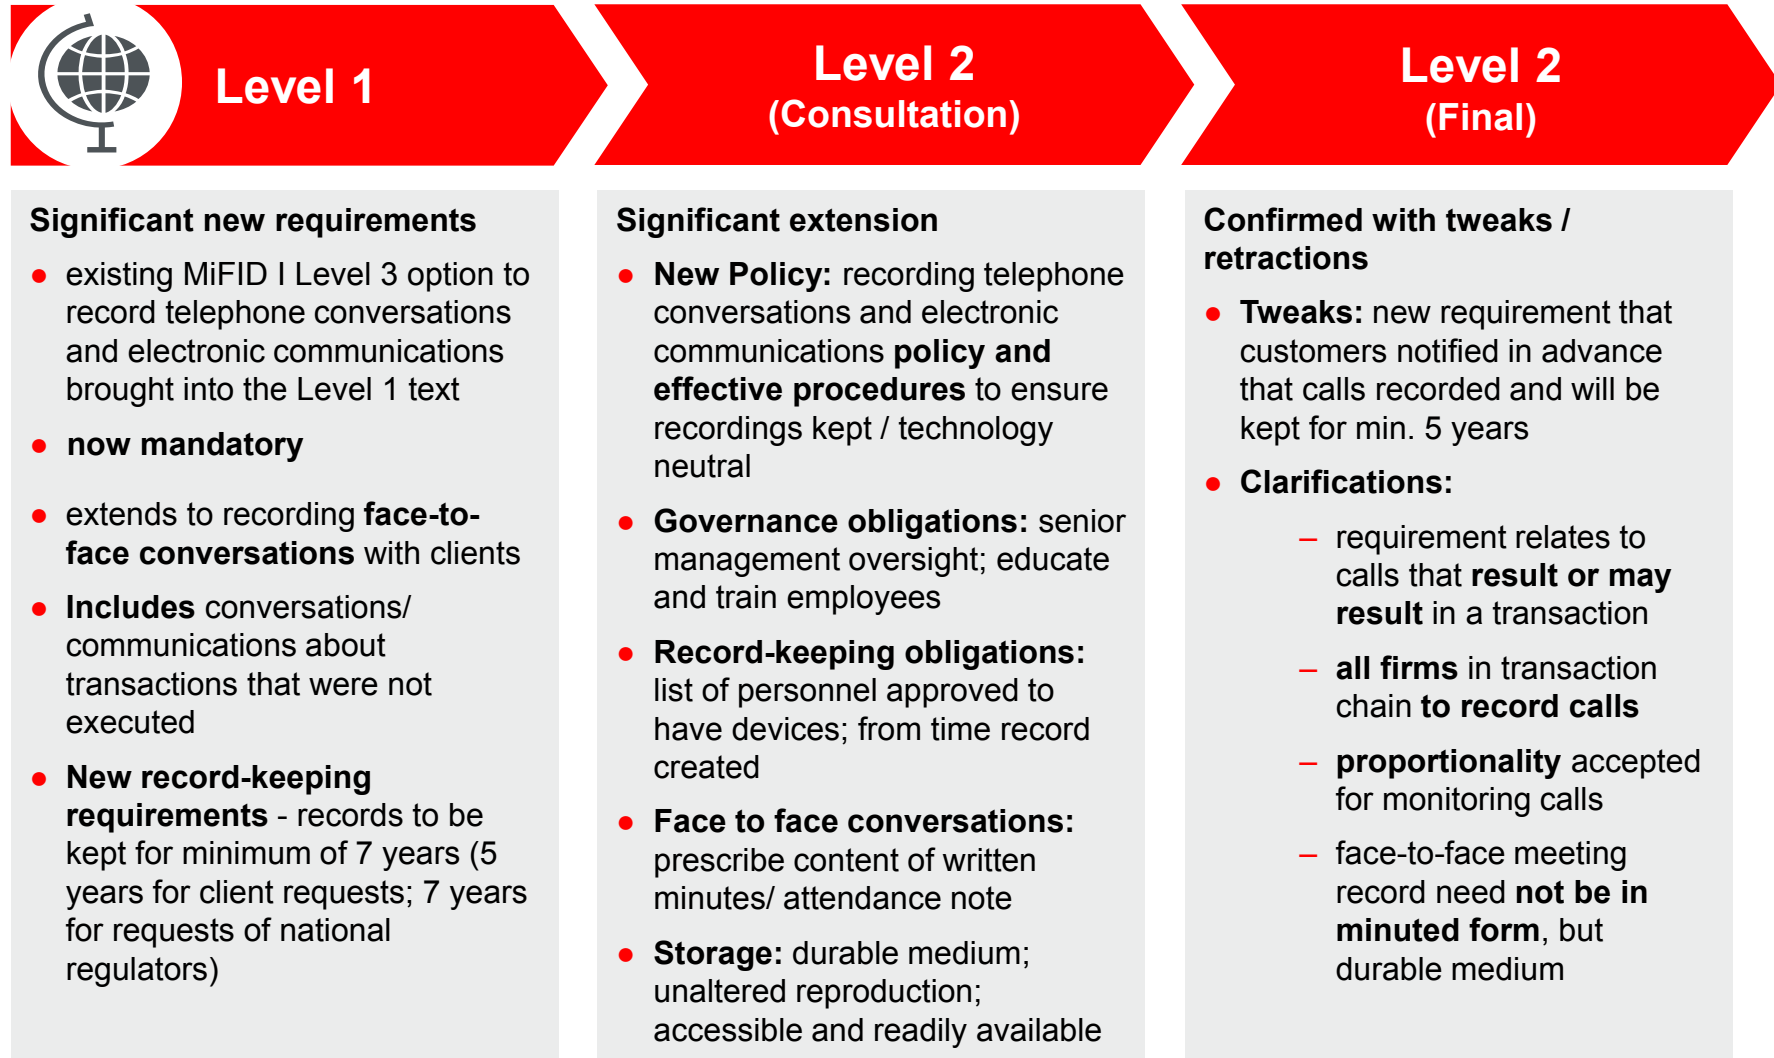 Level 1
Level 2
(Consultation)
Level 2
(Final)
Significant new requirements
● existing MiFID I Level 3 option to
record telephone conversations
and electronic communications
brought into the Level 1 text
● now mandatory
● extends to recording face-to-
face conversations with clients
● Includes conversations/
communications about
transactions that were not
executed
● New record-keeping
requirements - records to be
kept for minimum of 7 years (5
years for client requests; 7 years
for requests of national
regulators)
Significant extension
● New Policy: recording telephone
conversations and electronic
communications policy and
effective procedures to ensure
recordings kept / technology
neutral
● Governance obligations: senior
management oversight; educate
and train employees
● Record-keeping obligations:
list of personnel approved to
have devices; from time record
created
● Face to face conversations:
prescribe content of written
minutes/ attendance note
● Storage: durable medium;
unaltered reproduction;
accessible and readily available
Confirmed with tweaks /
retractions
● Tweaks: new requirement that
customers notified in advance
that calls recorded and will be
kept for min. 5 years
● Clarifications:
– requirement relates to
calls that result or may
result in a transaction
– all firms in transaction
chain to record calls
– proportionality accepted
for monitoring calls
– face-to-face meeting
record need not be in
minuted form, but
durable medium